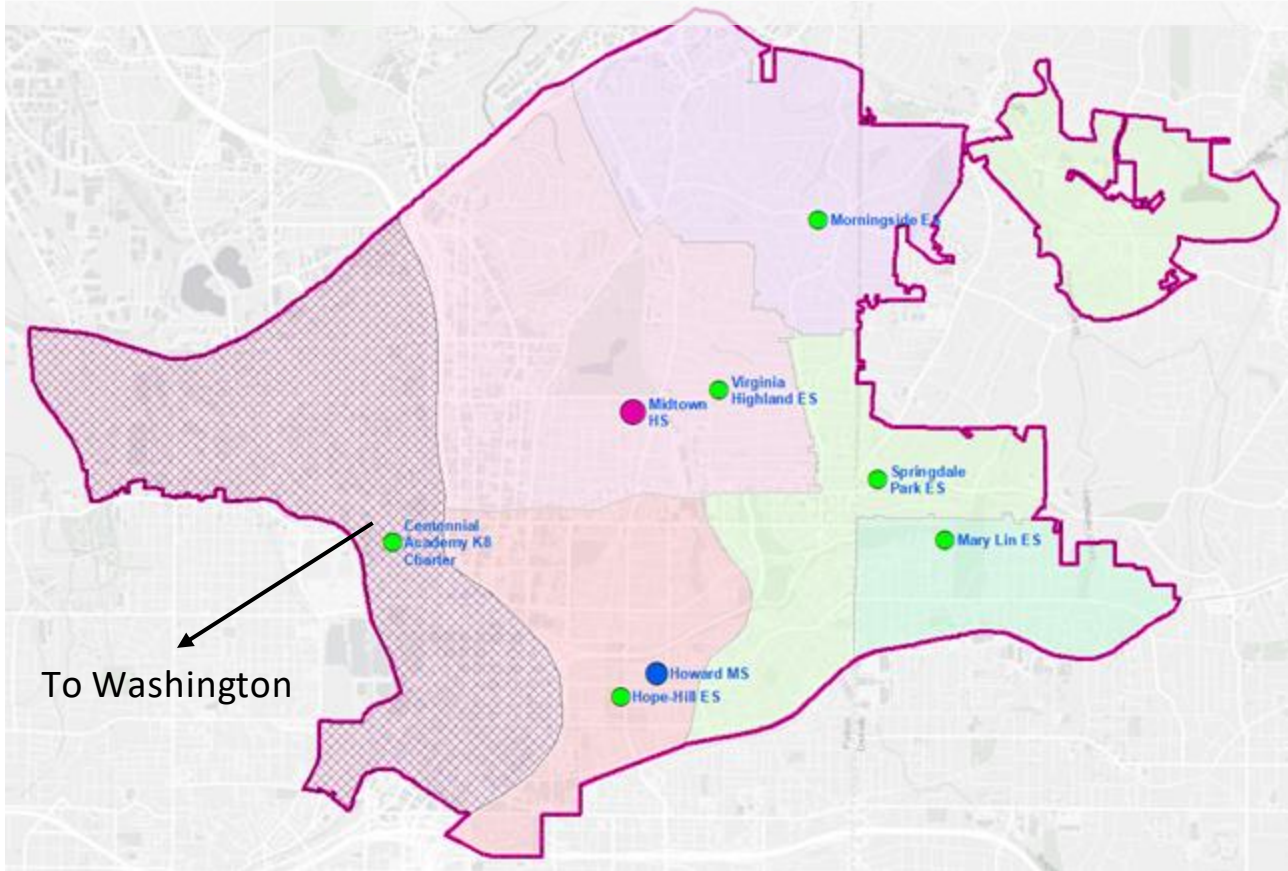 Morningside ES
Virginia
Highland ES
Midtown
HS
Springdale
Park ES
Centennial
Academy K8
Charter
Mary Lin ES
Howard MS
Hope-Hill ES
To Washington